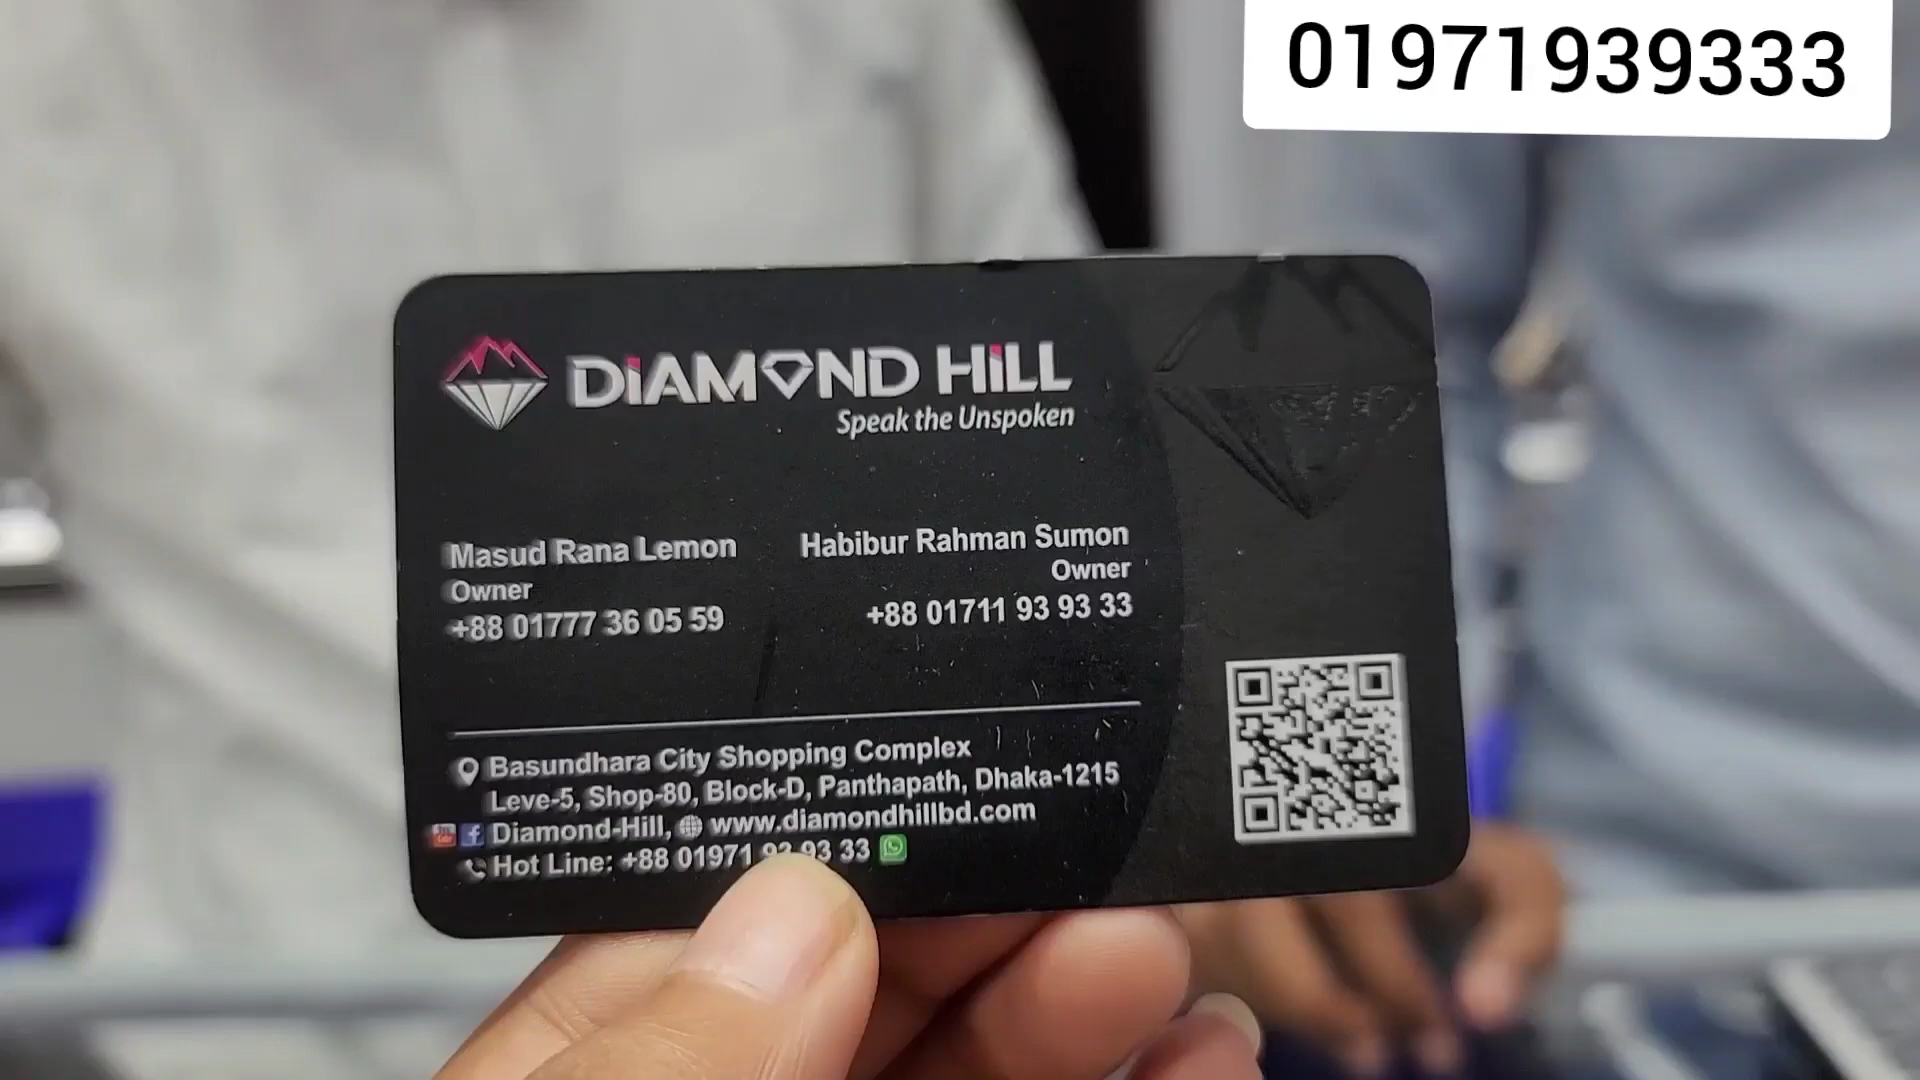 01971939333
DiAMOND HiLL
Speak the Unspoken
Masud Rana Lemon
Owner
+88 01777 36 05 59
Habibur Rahman Sumon
Owner
+88 01711 93 93 33
Basundhara City Shopping Complex
Leve-5, Shop-80, Block-D, Panthapath, Dhaka-1215
Diamond-Hill, www.diamondhillbd.com
Hot Line: +88 01971 93 93 33